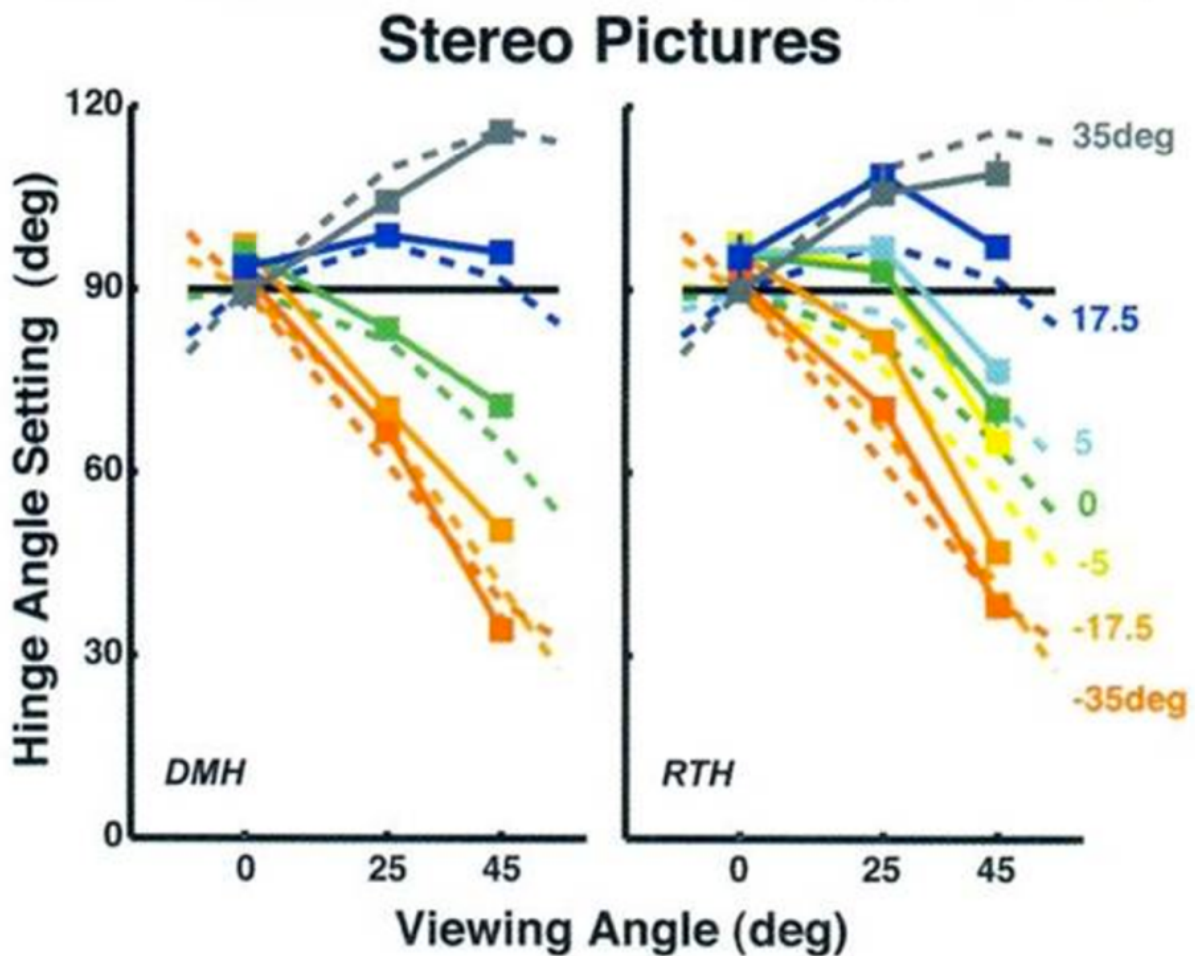 Stereo Pictures
Hinge Angle Setting (deg)
120
90
60
30
0
DMH
0 25 45
RTH
0 25 45
35deg
17.5
5
0
-5
-17.5
-35deg
Viewing Angle (deg)